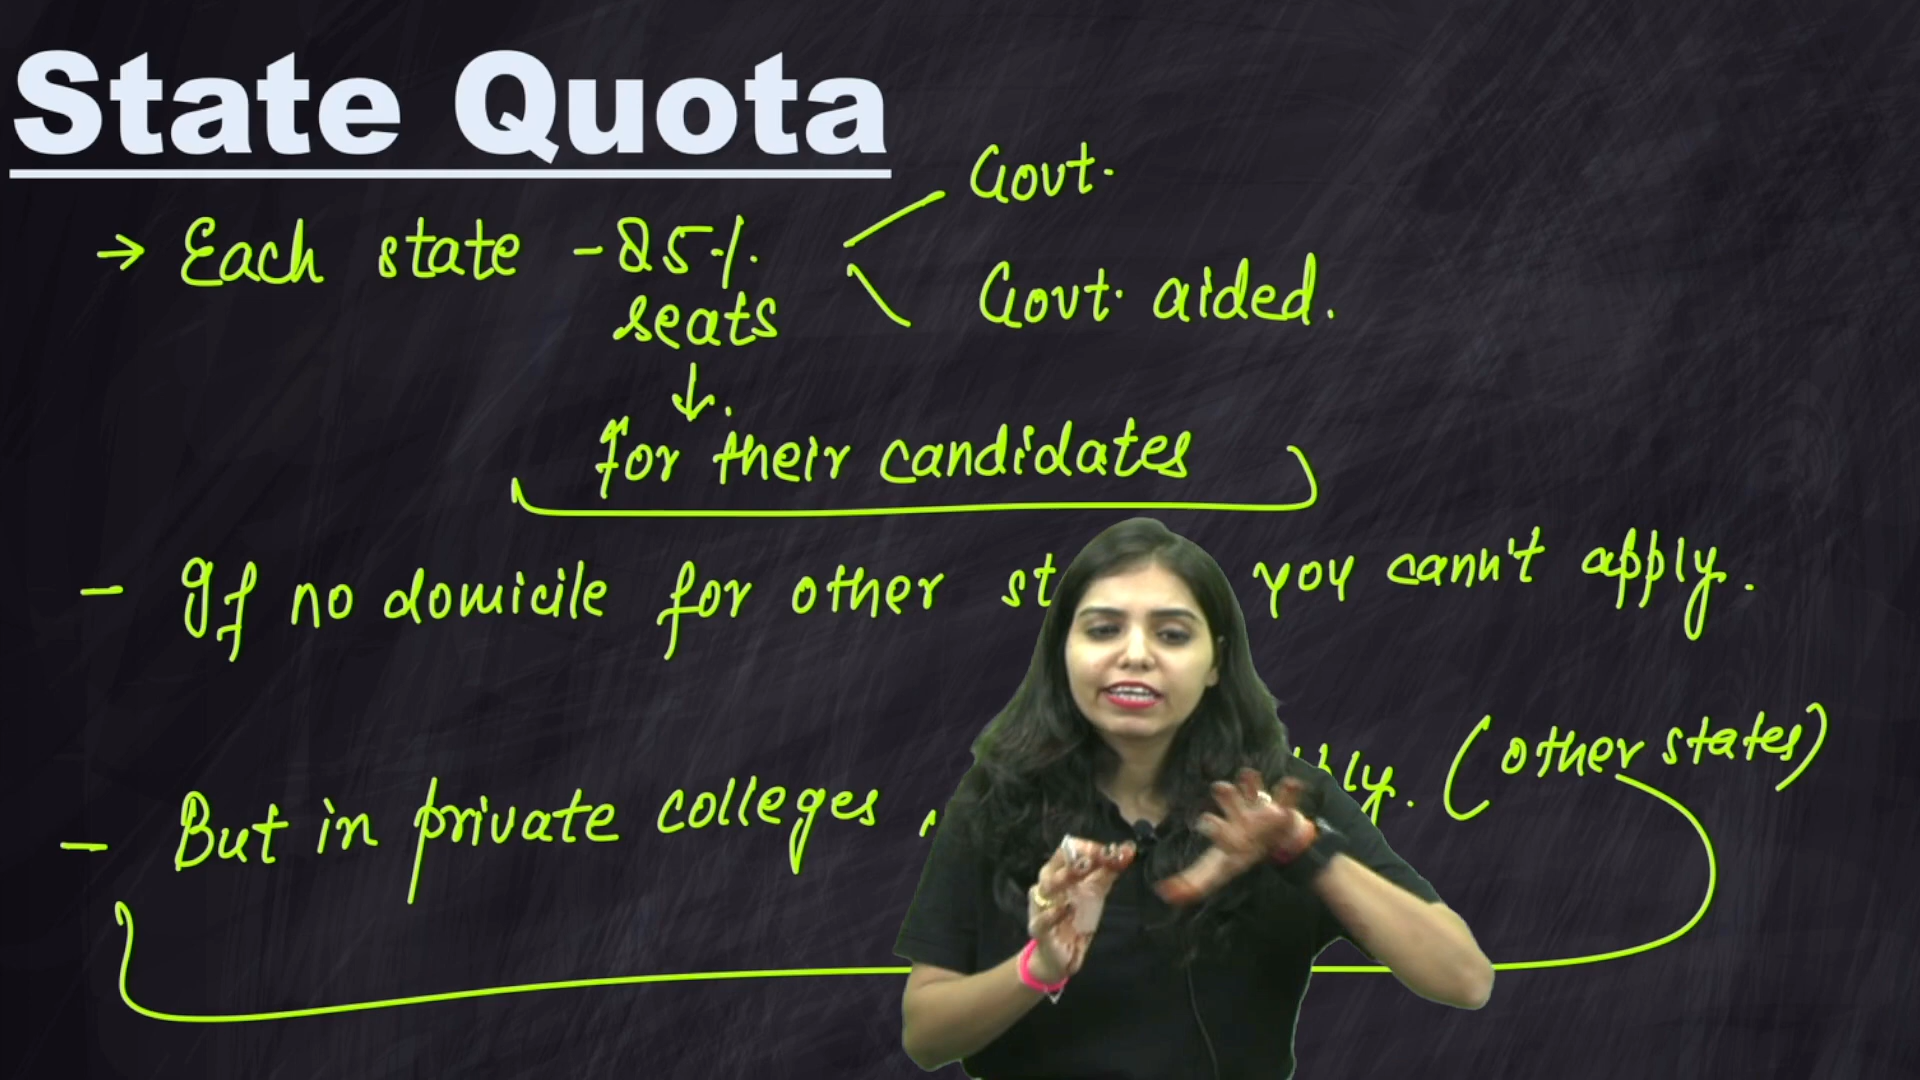 State Quota
→ Each state - 85%
seats
Govt.
Govt. aided.
↓
for their candidates
- If no domicile for other you cann't apply.
- But in private colleges, (other states)